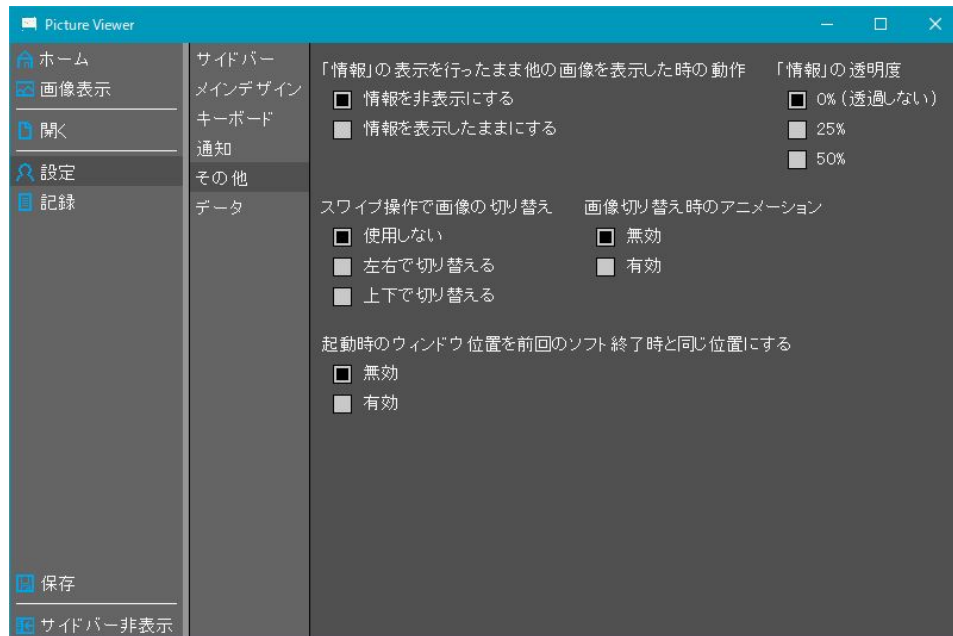 Picture Viewer
ホーム
画像表示
開く
設定
記録
保存
サイドバー非表示
サイドバー
メインデザイン
キーボード
通知
その他
データ
「情報」の表示を行ったまま他の画像を表示した時の動作
情報を非表示にする
情報を表示したままにする
「情報」の透明度
0%(透過しない)
25%
50%
スワイプ操作で画像の切り替え
使用しない
左右で切り替える
上下で切り替える
画像切り替え時のアニメーション
無効
有効
起動時のウィンドウ位置を前回のソフト終了時と同じ位置にする
無効
有効